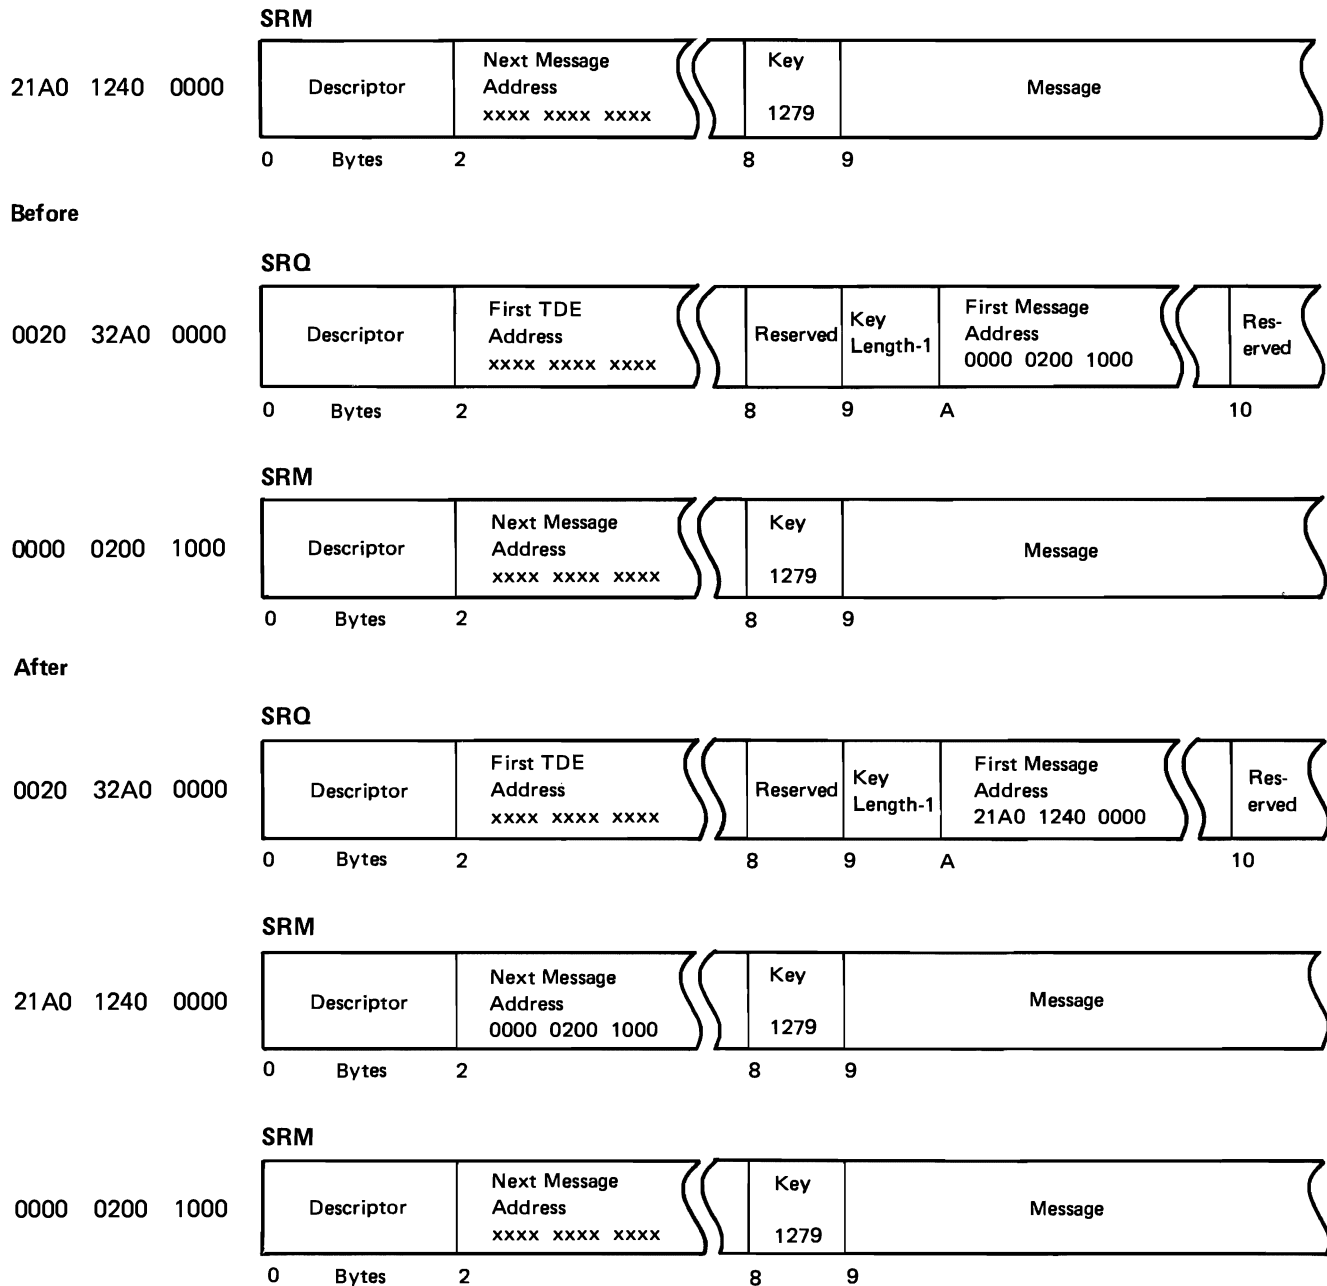 SRM
21A0 1240 0000
Descriptor
Next Message
Address
xxxx xxxx xxxx
Key
1279
Message
0 Bytes 2 8 9
Before
SRQ
0020 32A0 0000
Descriptor
First TDE
Address
xxxx xxxx xxxx
Reserved
Key
Length-1
First Message
Address
0000 0200 1000
Res-
erved
0 Bytes 2 8 9 A 10
SRM
0000 0200 1000
Descriptor
Next Message
Address
xxxx xxxx xxxx
Key
1279
Message
0 Bytes 2 8 9
After
SRQ
0020 32A0 0000
Descriptor
First TDE
Address
xxxx xxxx xxxx
Reserved
Key
Length-1
First Message
Address
21A0 1240 0000
Res-
erved
0 Bytes 2 8 9 A 10
SRM
21A0 1240 0000
Descriptor
Next Message
Address
0000 0200 1000
Key
1279
Message
0 Bytes 2 8 9
SRM
0000 0200 1000
Descriptor
Next Message
Address
xxxx xxxx xxxx
Key
1279
Message
0 Bytes 2 8 9